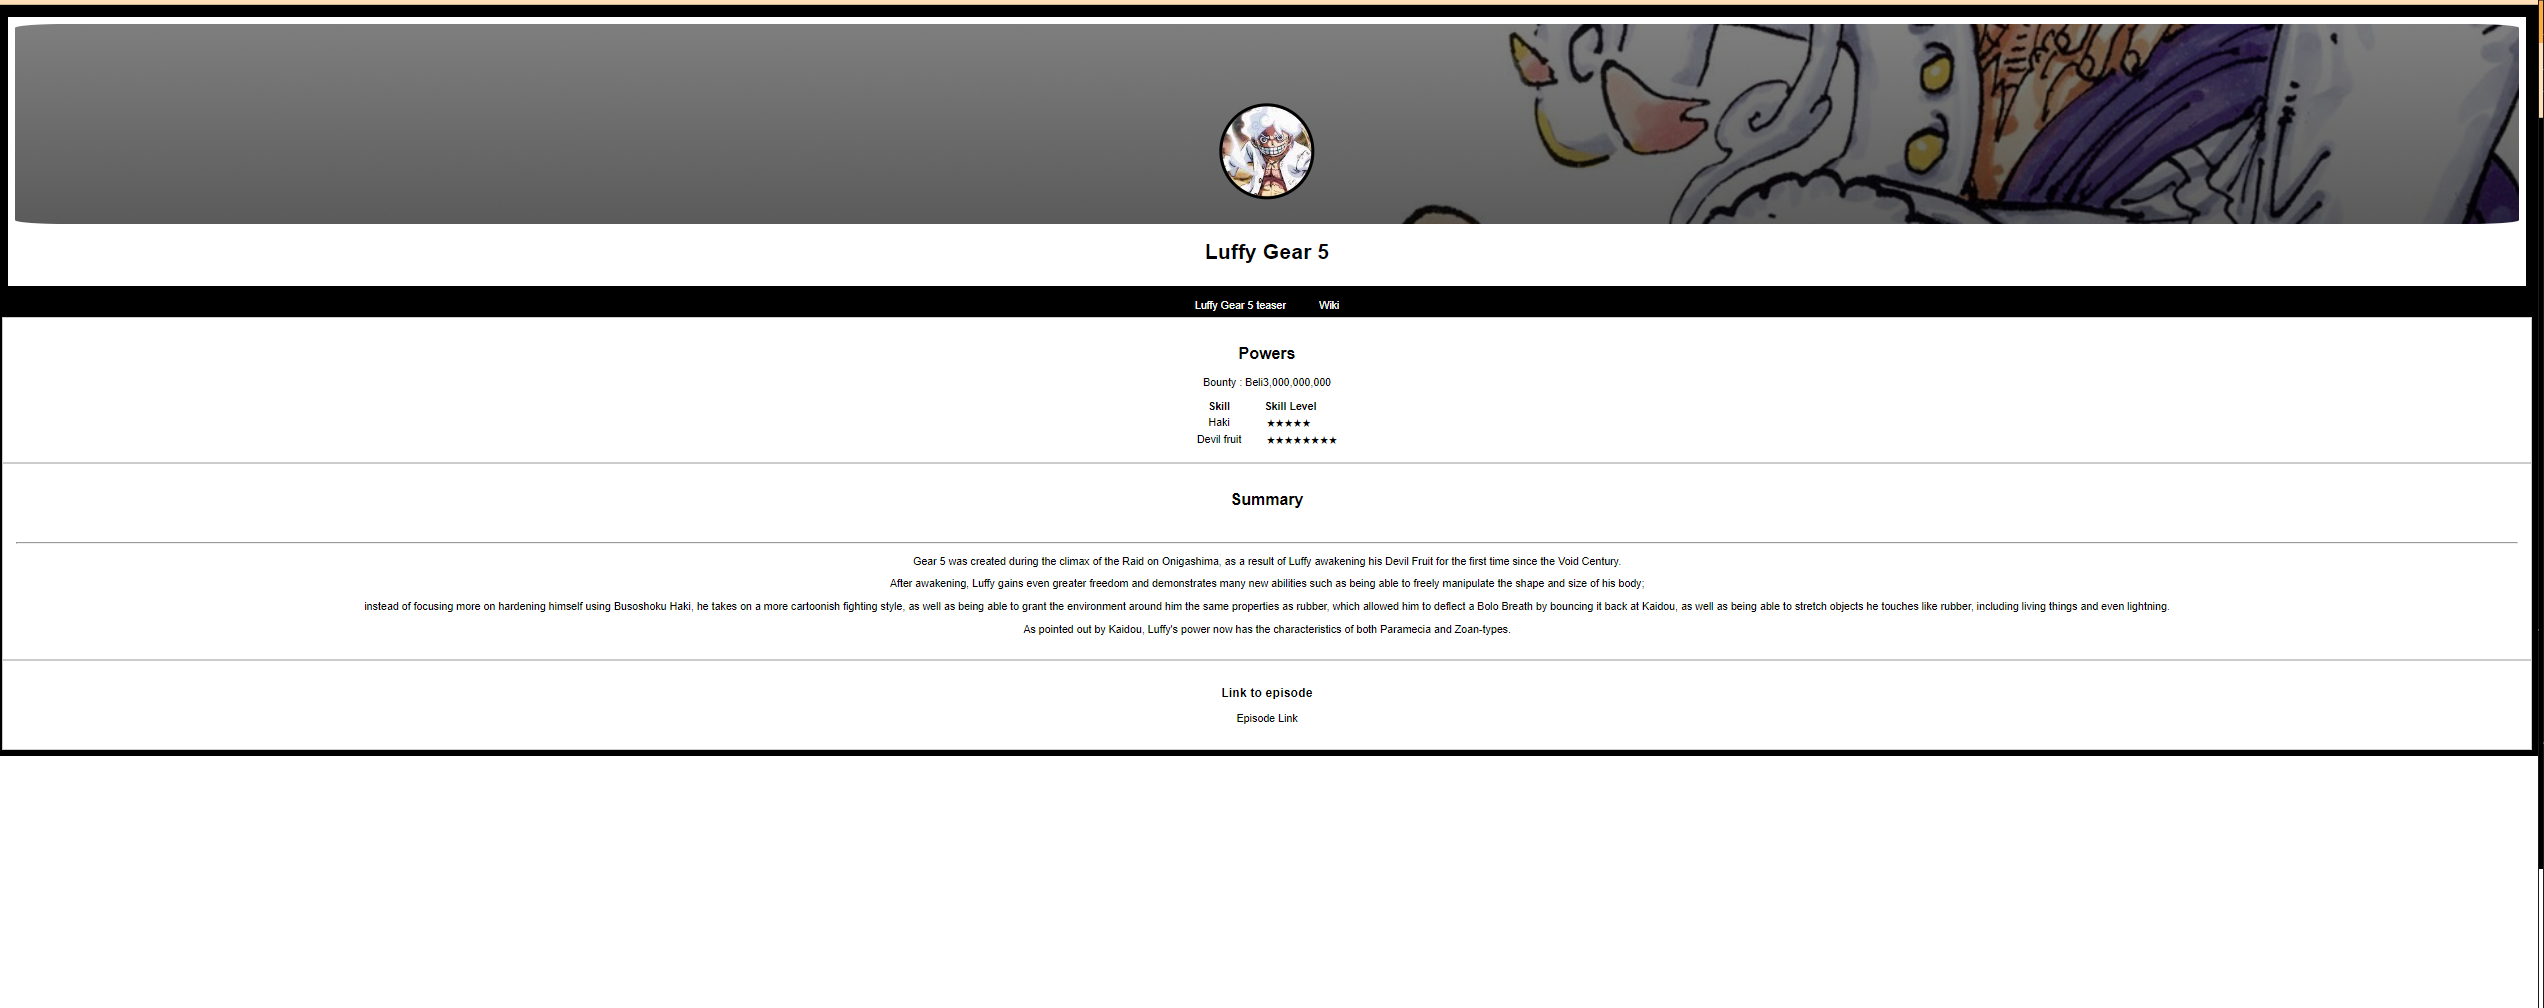 Luffy Gear 5
Luffy Gear 5 teaser Wiki
Powers
Bounty : Beli3,000,000,000
Skill Skill Level
Haki ★★★★★
Devil fruit ★★★★★★★★
Summary
Gear 5 was created during the climax of the Raid on Onigashima, as a result of Luffy awakening his Devil Fruit for the first time since the Void Century.
After awakening, Luffy gains even greater freedom and demonstrates many new abilities such as being able to freely manipulate the shape and size of his body;
instead of focusing more on hardening himself using Busoshoku Haki, he takes on a more cartoonish fighting style, as well as being able to grant the environment around him the same properties as rubber, which allowed him to deflect a Bolo Breath by bouncing it back at Kaidou, as well as being able to stretch objects he touches like rubber, including living things and even lightning.
As pointed out by Kaidou, Luffy's power now has the characteristics of both Paramecia and Zoan-types.
Link to episode
Episode Link